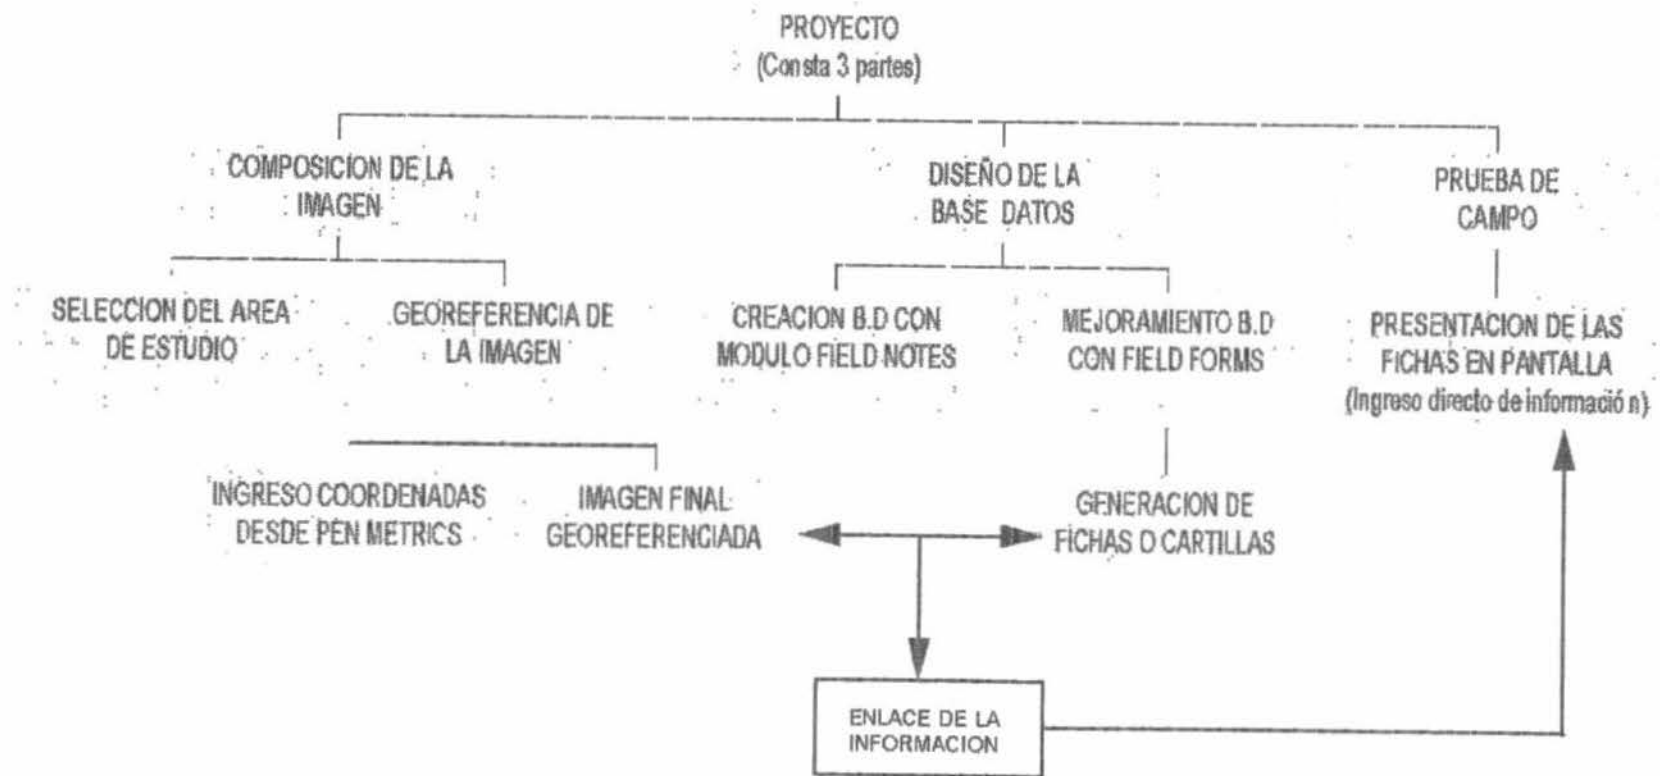 PROYECTO
(Consta 3 partes)
COMPOSICION DE LA
IMAGEN
DISEÑO DE LA
BASE DATOS
PRUEBA DE
CAMPO
SELECCION DEL AREA
DE ESTUDIO
GEOREFERENCIA DE
LA IMAGEN
CREACION B.D CON
MODULO FIELD NOTES
MEJORAMIENTO B.D
CON FIELD FORMS
PRESENTACION DE LAS
FICHAS EN PANTALLA
(Ingreso directo de información)
INGRESO COORDENADAS
DESDE PEN METRICS
IMAGEN FINAL
GEOREFERENCIADA
GENERACION DE
FICHAS O CARTILLAS
ENLACE DE LA
INFORMACION